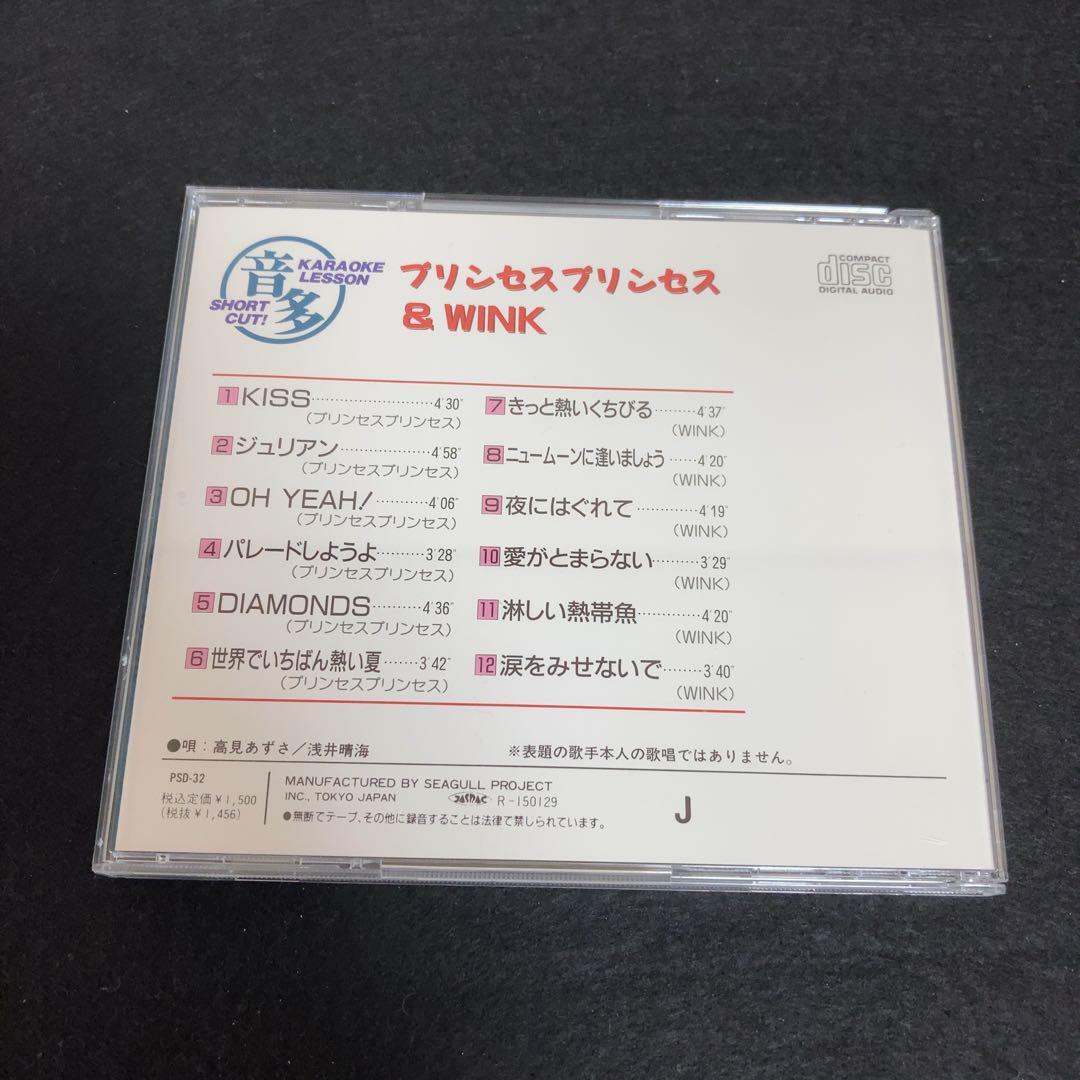 音多
KARAOKE
LESSON
SHORT
CUT!
プリンセスプリンセス
& WINK
COMPACT
disc
DIGITAL AUDIO
1 KISS…………………4'30"
(プリンセスプリンセス)
2 ジュリアン………………4'58"
(プリンセスプリンセス)
3 OH YEAH!…………4'06"
(プリンセスプリンセス)
4 パレードしようよ………3'28"
(プリンセスプリンセス)
5 DIAMONDS………4'36"
(プリンセスプリンセス)
6 世界でいちばん熱い夏……3'42"
(プリンセスプリンセス)
7 きっと熱いくちびる………4'37"
(WINK)
8 ニュームーンに逢いましょう……4'20"
(WINK)
9 夜にはぐれて…………4'19"
(WINK)
10 愛がとまらない………3'29"
(WINK)
11 淋しい熱帯魚…………4'20"
(WINK)
12 涙をみせないで………3'40"
(WINK)
●唄：高見あずさ／浅井晴海
※表題の歌手本人の歌唱ではありません。
PSD-32
税込定価¥1,500
(税抜¥1,456)
MANUFACTURED BY SEAGULL PROJECT
INC., TOKYO JAPAN JASRAC R-150129
●無断でテープ、その他に録音することは法律で禁じられています。
J